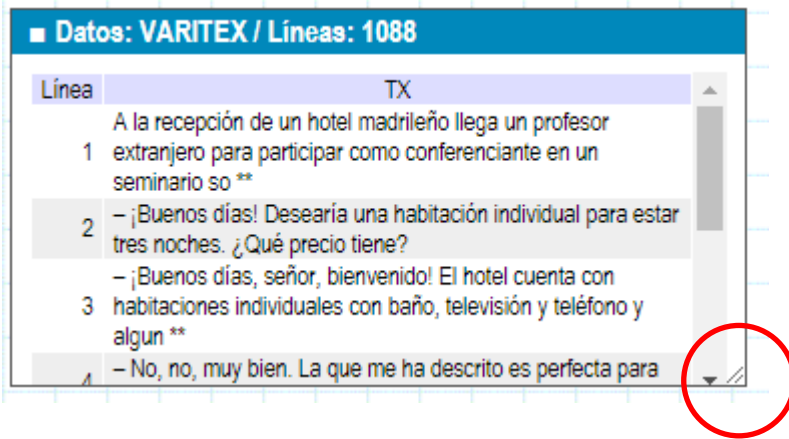 ■ Datos: VARITEX / Líneas: 1088
Línea TX
A la recepción de un hotel madrileño llega un profesor
1 extranjero para participar como conferenciante en un
seminario so **
2 – ¡Buenos días! Desearía una habitación individual para estar
tres noches. ¿Qué precio tiene?
– ¡Buenos días, señor, bienvenido! El hotel cuenta con
3 habitaciones individuales con baño, televisión y teléfono y
algun **
4 – No, no, muy bien. La que me ha descrito es perfecta para